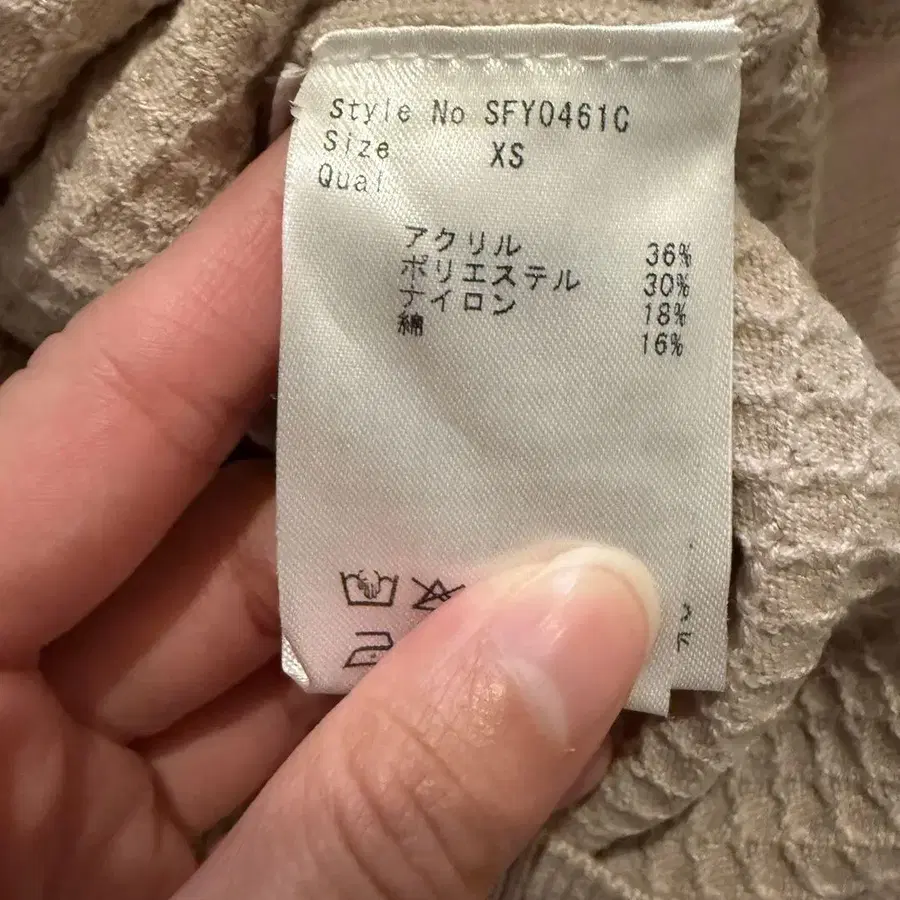 Style No SFY0461C
Size XS
Qual
アクリル 36%
ポリエステル 30%
ナイロン 18%
綿 16%